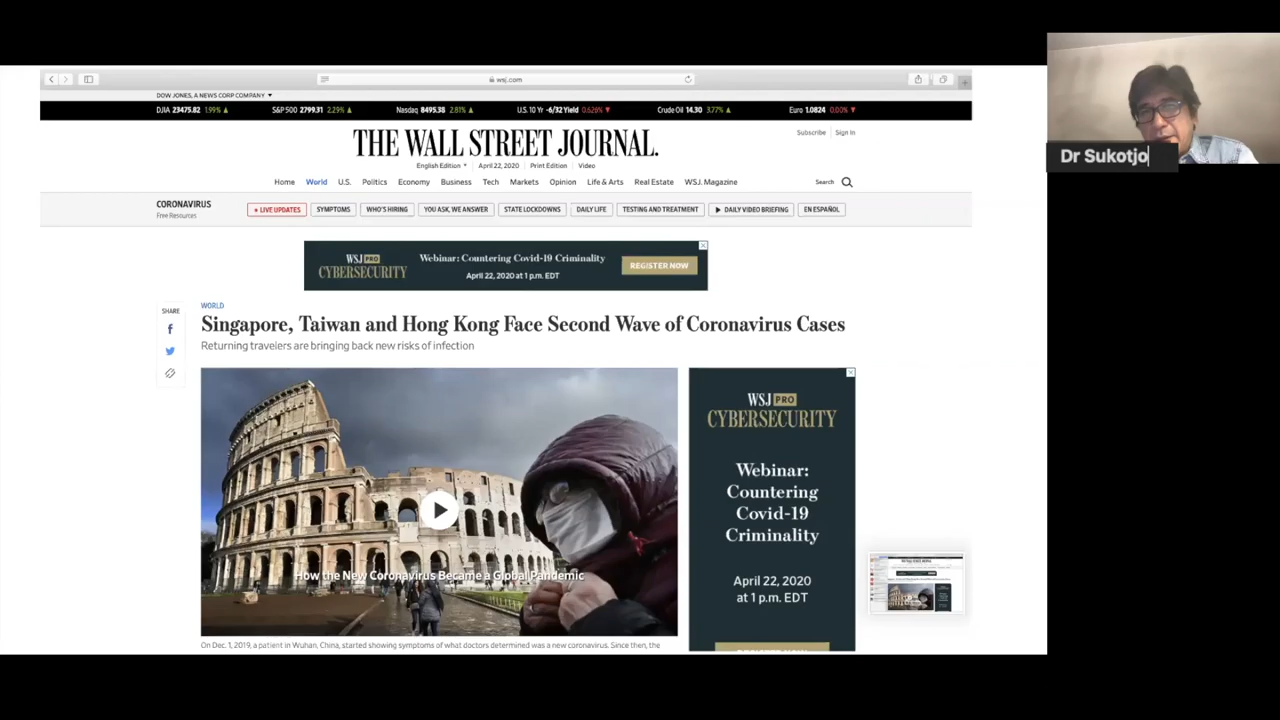 wsj.com
DOW JONES, A NEWS CORP COMPANY
DJIA 23475.82 1.99% S&P 500 2799.31 2.29% Nasdaq 8495.38 2.81% U.S. 10 Yr -6/32 Yield 0.626% Crude Oil 14.30 3.77% Euro 1.0824 0.00%
THE WALL STREET JOURNAL.
Subscribe Sign In
English Edition April 22, 2020 Print Edition Video
Home World U.S. Politics Economy Business Tech Markets Opinion Life & Arts Real Estate WSJ. Magazine Search
CORONAVIRUS
Free Resources
LIVE UPDATES SYMPTOMS WHO'S HIRING YOU ASK, WE ANSWER STATE LOCKDOWNS DAILY LIFE TESTING AND TREATMENT DAILY VIDEO BRIEFING EN ESPAÑOL
WSJ PRO
CYBERSECURITY
Webinar: Countering Covid-19 Criminality
April 22, 2020 at 1 p.m. EDT
REGISTER NOW
SHARE
WORLD
Singapore, Taiwan and Hong Kong Face Second Wave of Coronavirus Cases
Returning travelers are bringing back new risks of infection
How the New Coronavirus Became a Global Pandemic
On Dec. 1, 2019, a patient in Wuhan, China, started showing symptoms of what doctors determined was a new coronavirus. Since then, the
WSJ PRO
CYBERSECURITY
Webinar:
Countering
Covid-19
Criminality
April 22, 2020
at 1 p.m. EDT
Dr Sukotjo